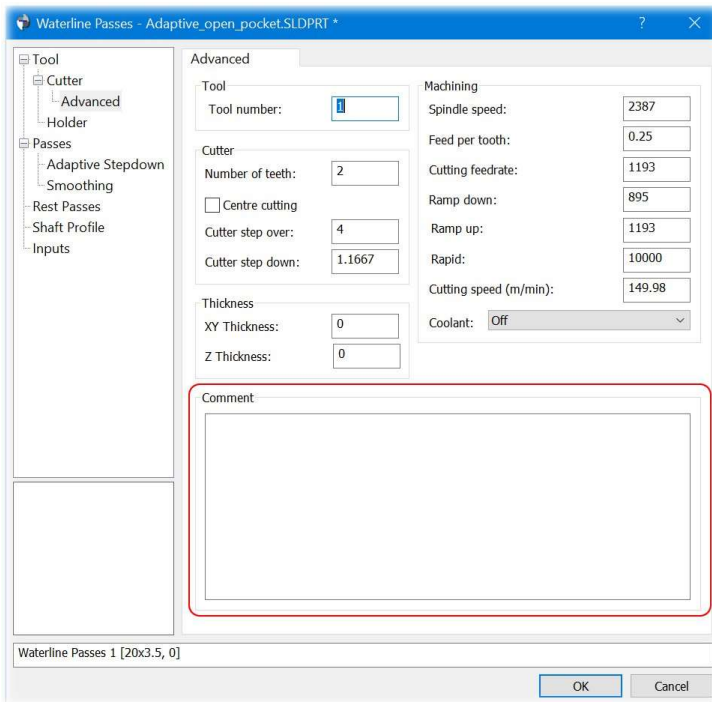 Waterline Passes - Adaptive_open_pocket.SLDPRT *
?
Tool
Cutter
Advanced
Holder
Passes
Adaptive Stepdown
Smoothing
Rest Passes
Shaft Profile
Inputs
Advanced
Tool
Tool number: 1
Cutter
Number of teeth: 2
Centre cutting
Cutter step over: 4
Cutter step down: 1.1667
Thickness
XY Thickness: 0
Z Thickness: 0
Machining
Spindle speed: 2387
Feed per tooth: 0.25
Cutting feedrate: 1193
Ramp down: 895
Ramp up: 1193
Rapid: 10000
Cutting speed (m/min): 149.98
Coolant: Off
Comment
Waterline Passes 1 [20x3.5, 0]
OK Cancel